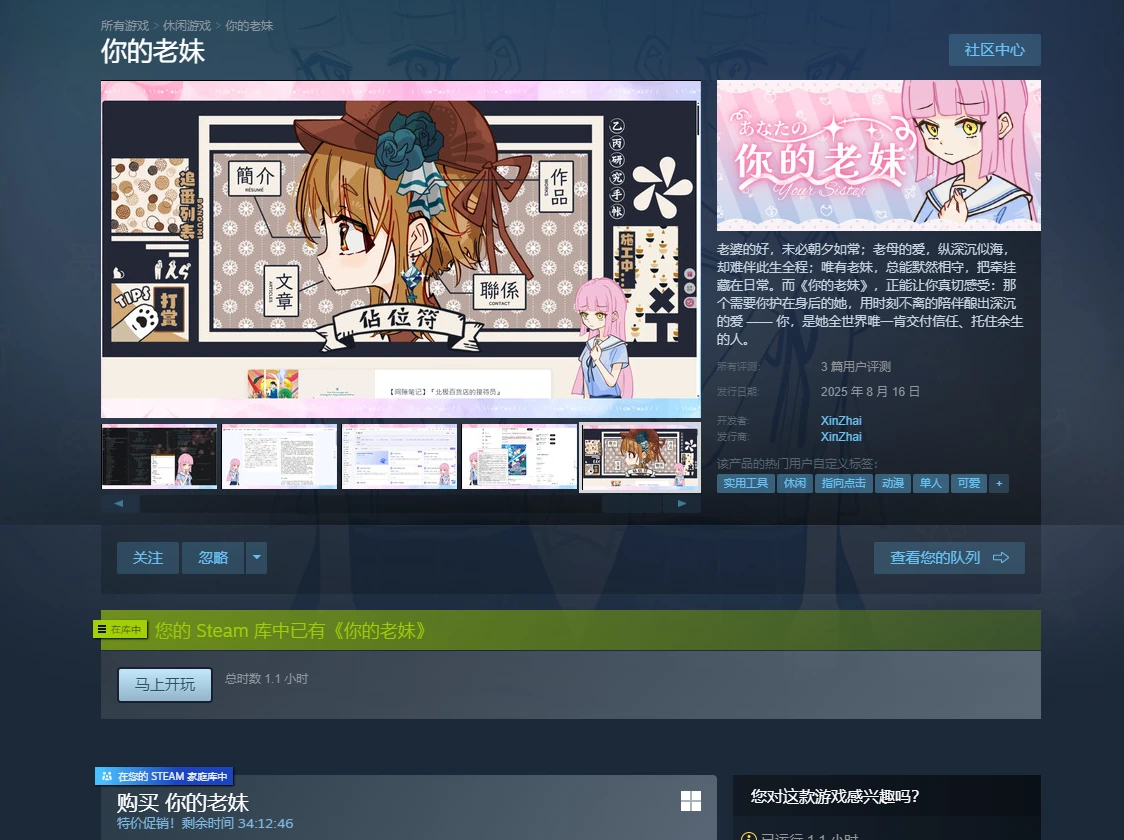 所有游戏 > 休闲游戏 > 你的老妹
你的老妹
社区中心
乙丙研究手帐
簡介
RÉSUMÉ
作品
WORKS
追番列表
BANGUMI
文章
ARTICLES
聯係
CONTACT
施工中
TIPS
打赏
佔位符
【间隙笔记】『北极百货店的接待员』
あなたの
你的老妹
Your Sister
老婆的好，未必朝夕如常；老母的爱，纵深沉似海，
却难伴此生全程；唯有老妹，总能默然相守，把牵挂
藏在日常。而《你的老妹》，正能让你真切感受：那
个需要你护在身后的她，用时刻不离的陪伴酿出深沉
的爱 —— 你，是她全世界唯一肯交付信任、托住余生
的人。
所有评测：
3 篇用户评测
发行日期：
2025 年 8 月 16 日
开发者：
XinZhai
发行商：
XinZhai
该产品的热门用户自定义标签：
实用工具 休闲 指向点击 动漫 单人 可爱 +
关注
忽略
查看您的队列
在库中
您的 Steam 库中已有《你的老妹》
马上开玩
总时数 1.1 小时
在您的 STEAM 家庭库中
购买 你的老妹
特价促销！剩余时间 34:12:46
您对这款游戏感兴趣吗？
已运行 1.1 小时